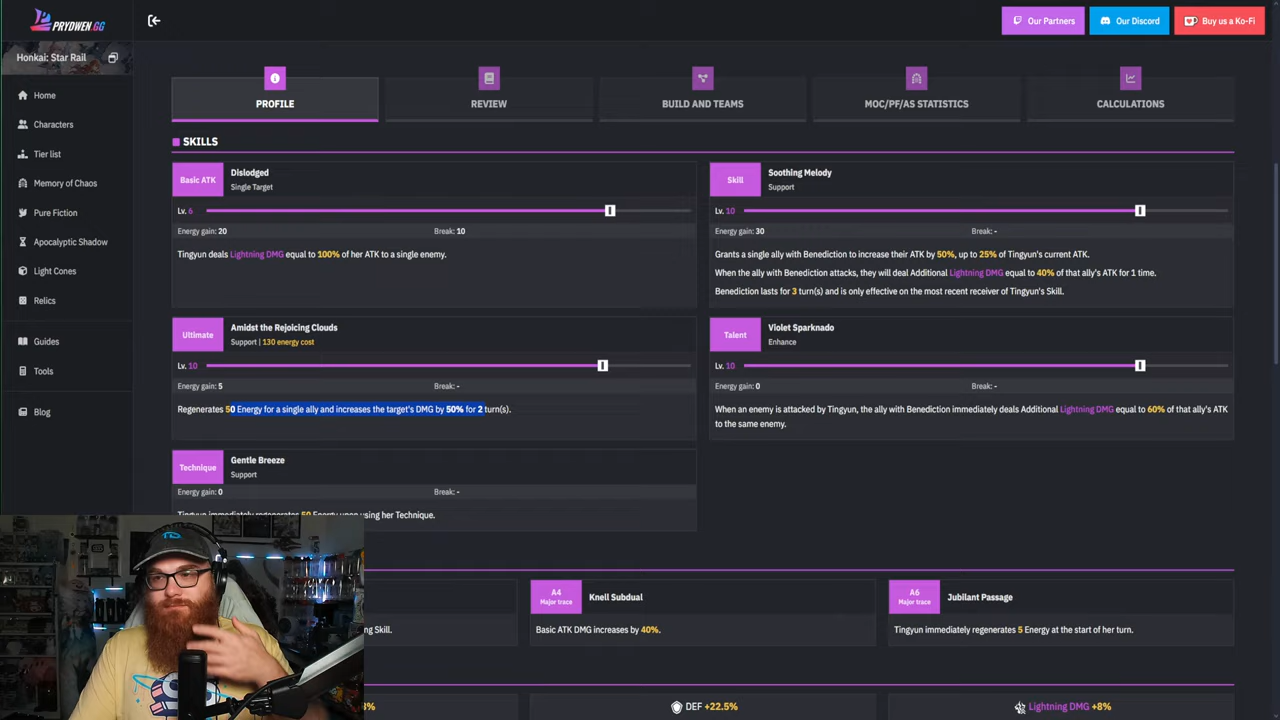 PRYDWEN.GG
Our Partners
Our Discord
Buy us a Ko-Fi
Honkai: Star Rail
Home
Characters
Tier list
Memory of Chaos
Pure Fiction
Apocalyptic Shadow
Light Cones
Relics
Guides
Tools
Blog
PROFILE
REVIEW
BUILD AND TEAMS
MOC/PF/AS STATISTICS
CALCULATIONS
SKILLS
Basic ATK
Dislodged
Single Target
Lv. 6
Energy gain: 20
Break: 10
Tingyun deals Lightning DMG equal to 100% of her ATK to a single enemy.
Skill
Soothing Melody
Support
Lv. 10
Energy gain: 30
Break: -
Grants a single ally with Benediction to increase their ATK by 50%, up to 25% of Tingyun's current ATK.
When the ally with Benediction attacks, they will deal Additional Lightning DMG equal to 40% of that ally's ATK for 1 time.
Benediction lasts for 3 turn(s) and is only effective on the most recent receiver of Tingyun's Skill.
Ultimate
Amidst the Rejoicing Clouds
Support | 130 energy cost
Lv. 10
Energy gain: 5
Break: -
Regenerates 50 Energy for a single ally and increases the target's DMG by 50% for 2 turn(s).
Talent
Violet Sparknado
Enhance
Lv. 10
Energy gain: 0
Break: -
When an enemy is attacked by Tingyun, the ally with Benediction immediately deals Additional Lightning DMG equal to 60% of that ally's ATK
to the same enemy.
Technique
Gentle Breeze
Support
Energy gain: 0
Break: -
Tingyun immediately regenerates 50 Energy upon using her Technique.
ing Skill.
A4
Major trace
Knell Subdual
Basic ATK DMG increases by 40%.
A6
Major trace
Jubilant Passage
Tingyun immediately regenerates 5 Energy at the start of her turn.
DEF +22.5%
Lightning DMG +8%